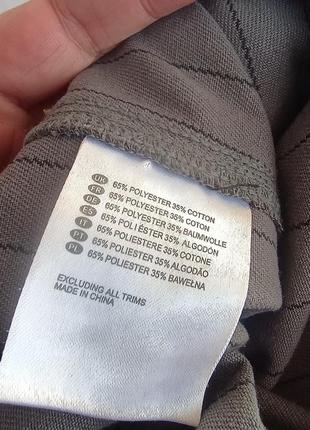 UK 65% POLYESTER 35% COTTON
FR 65% POLYESTER 35% COTON
DE 65% POLYESTER 35% BAUMWOLLE
ES 65% POLIÉSTER 35% ALGODÓN
IT 65% POLIESTERE 35% COTONE
PT 65% POLIÉSTER 35% ALGODÃO
PL 65% POLIESTER 35% BAWEŁNA
EXCLUDING ALL TRIMS
MADE IN CHINA